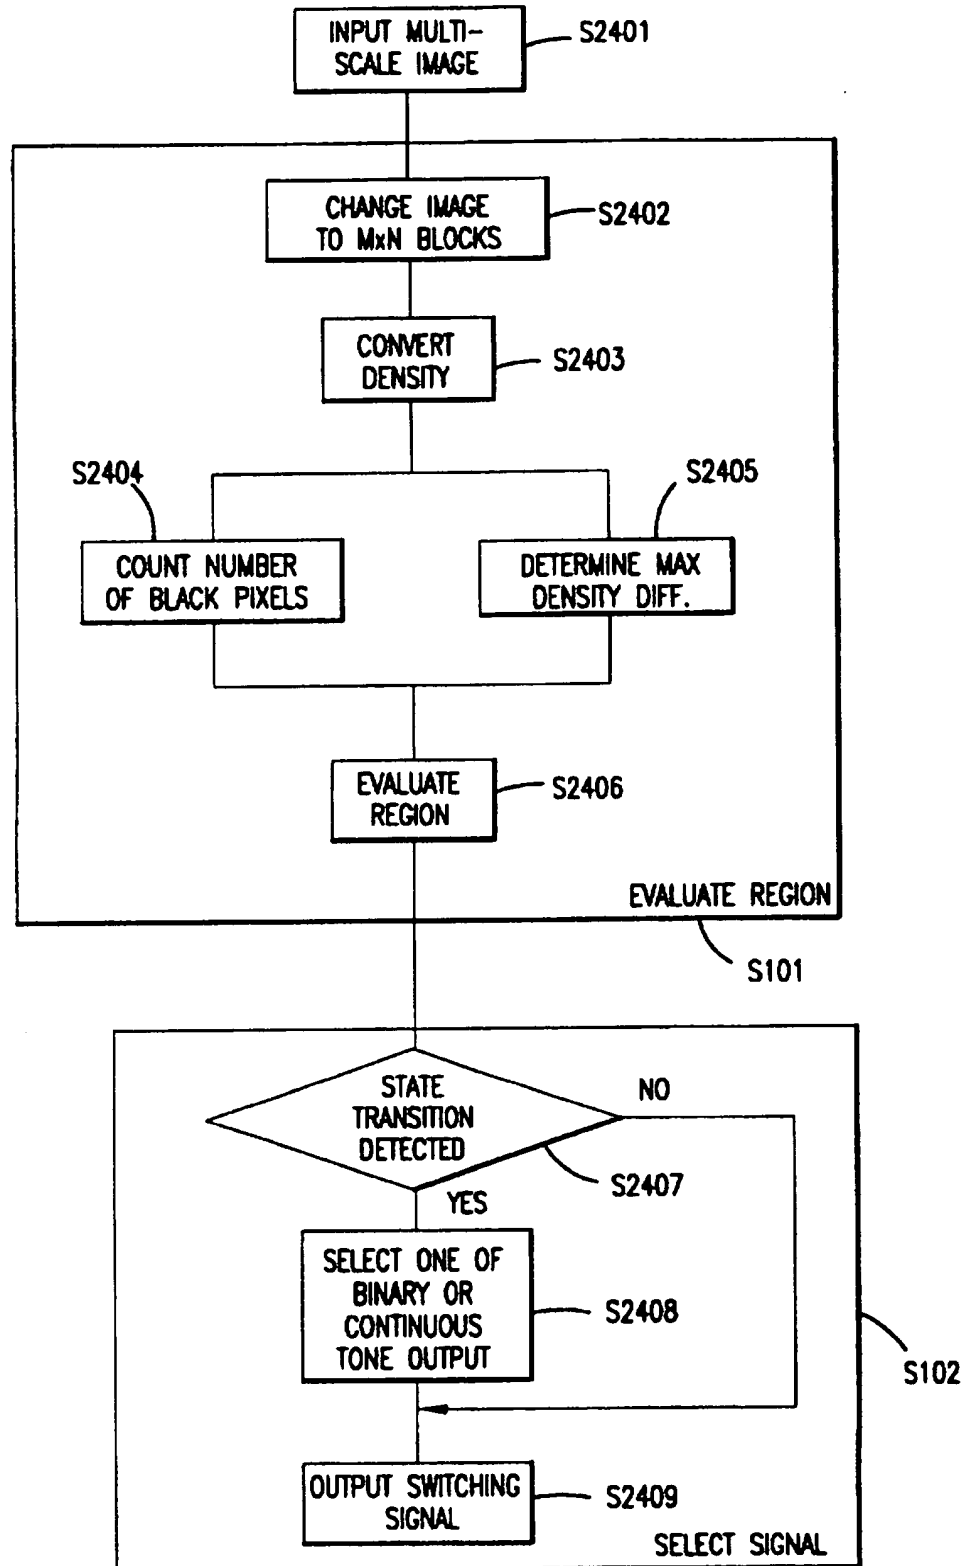 INPUT MULTI-
SCALE IMAGE
S2401
CHANGE IMAGE
TO MxN BLOCKS
S2402
CONVERT
DENSITY
S2403
S2404
S2405
COUNT NUMBER
OF BLACK PIXELS
DETERMINE MAX
DENSITY DIFF.
EVALUATE
REGION
S2406
EVALUATE REGION
S101
STATE
TRANSITION
DETECTED
NO
S2407
YES
SELECT ONE OF
BINARY OR
CONTINUOUS
TONE OUTPUT
S2408
S102
OUTPUT SWITCHING
SIGNAL
S2409
SELECT SIGNAL